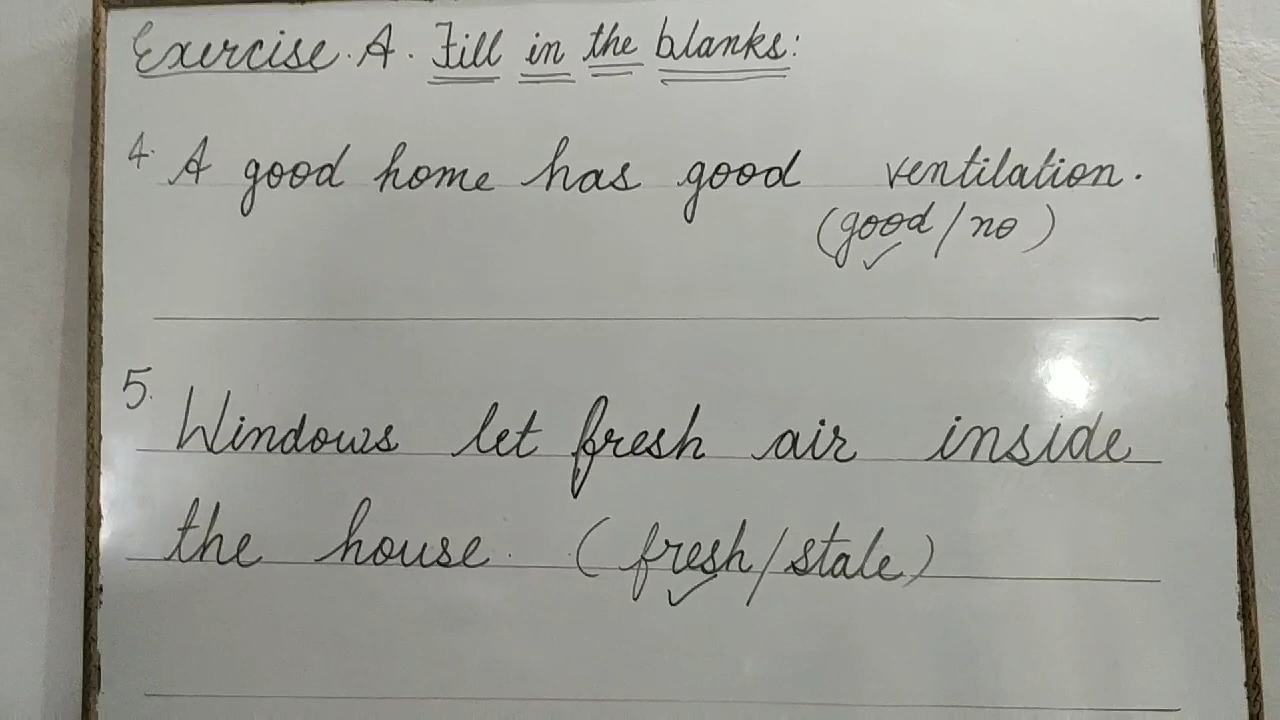 Exercise. A. Fill in the blanks:
4. A good home has good ventilation.
(good/no)
5. Windows let fresh air inside
the house. (fresh/stale)